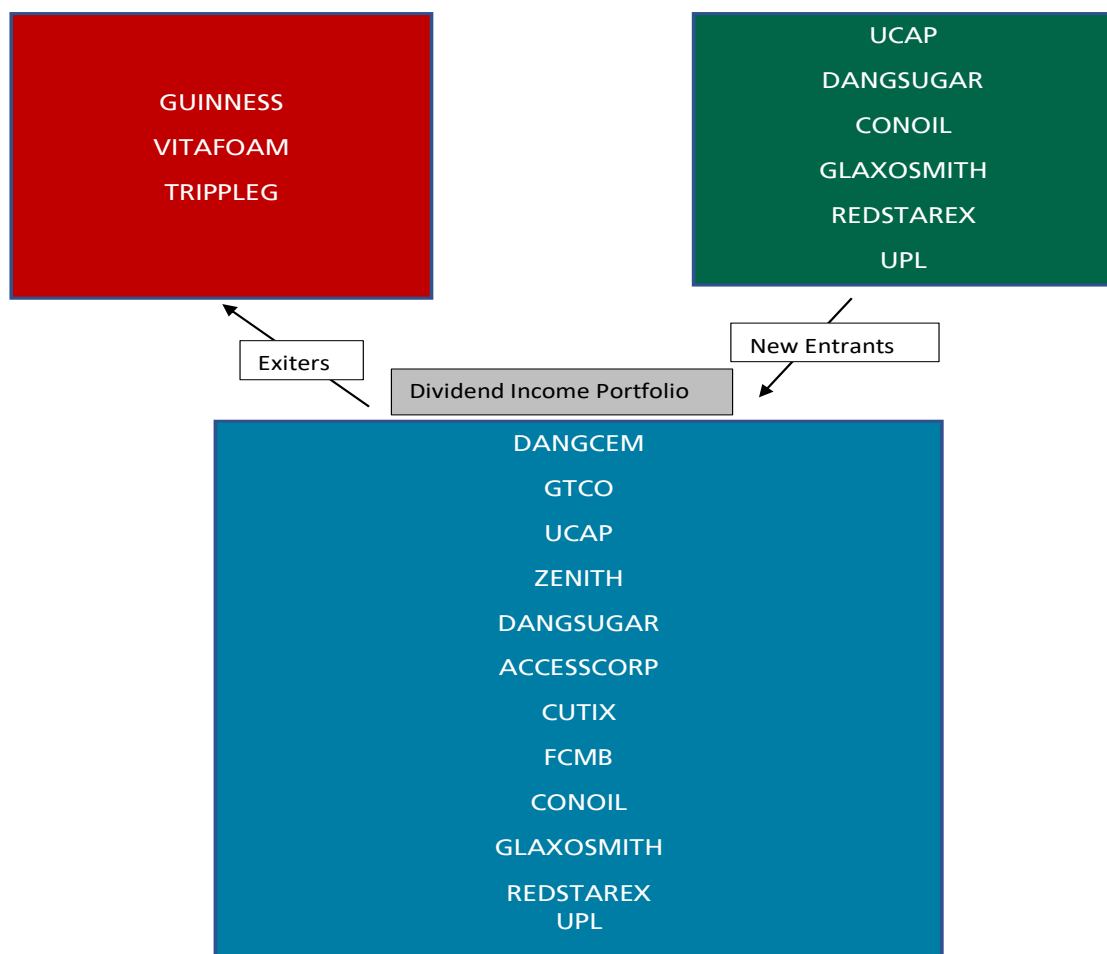 GUINNESS
VITAFOAM
TRIPPLEG
UCAP
DANGSUGAR
CONOIL
GLAXOSMITH
REDSTAREX
UPL
Exiters
New Entrants
Dividend Income Portfolio
DANGCEM
GTCO
UCAP
ZENITH
DANGSUGAR
ACCESSCORP
CUTIX
FCMB
CONOIL
GLAXOSMITH
REDSTAREX
UPL